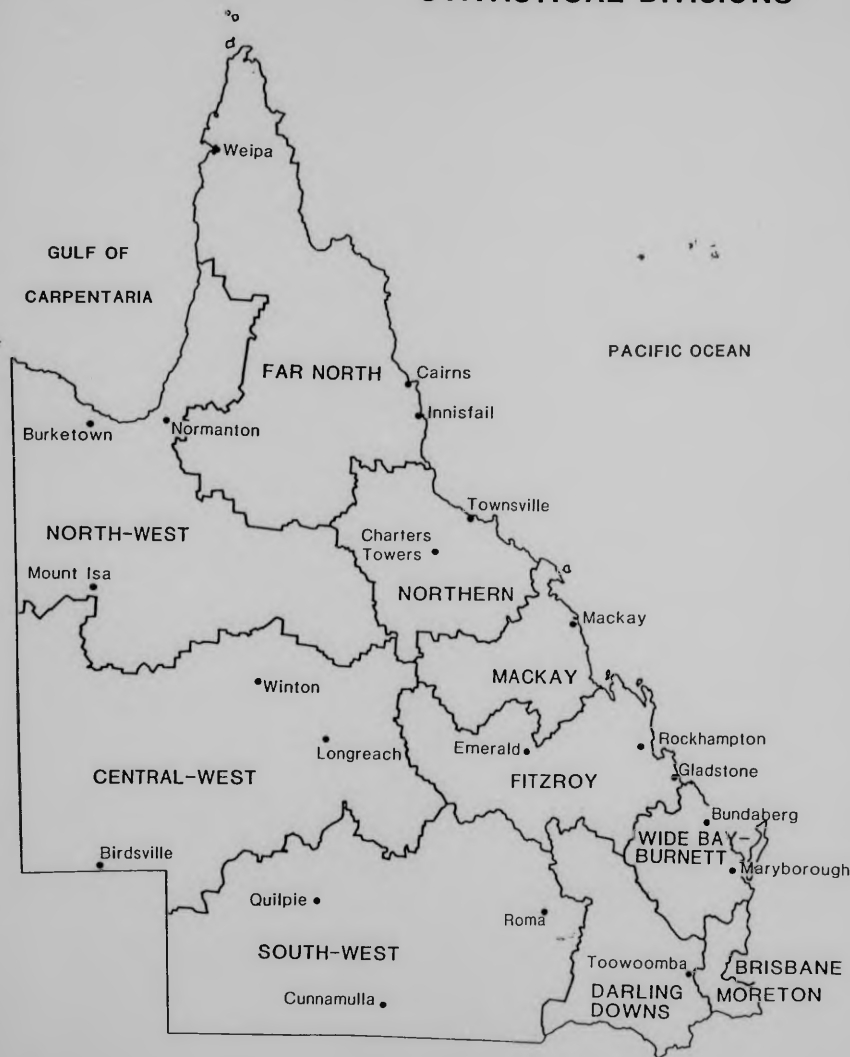 Weipa
GULF OF
CARPENTARIA
PACIFIC OCEAN
FAR NORTH
Cairns
Innisfail
Burketown
Normanton
Townsville
NORTH-WEST
Charters
Towers
Mount Isa
NORTHERN
Mackay
MACKAY
Winton
Longreach
Emerald
Rockhampton
CENTRAL-WEST
FITZROY
Gladstone
Bundaberg
WIDE BAY-
BURNETT
Birdsville
Maryborough
Quilpie
Roma
SOUTH-WEST
Toowoomba
BRISBANE
DARLING
DOWNS
MORETON
Cunnamulla